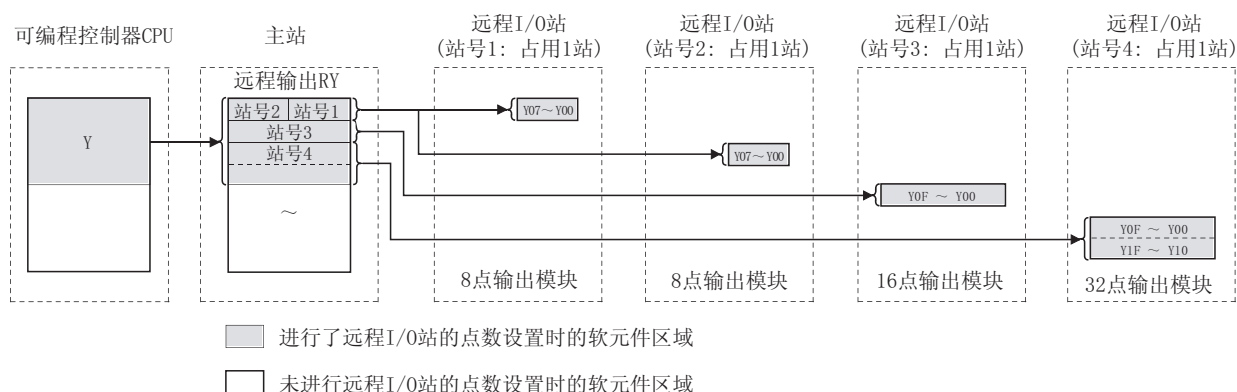 可编程控制器CPU
主站
远程I/O站
(站号1: 占用1站)
远程I/O站
(站号2: 占用1站)
远程I/O站
(站号3: 占用1站)
远程I/O站
(站号4: 占用1站)
远程输出RY
Y
站号2 站号1
站号3
站号4
～
Y07～Y00
Y07～Y00
Y0F ～ Y00
Y0F ～ Y00
Y1F ～ Y10
8点输出模块
8点输出模块
16点输出模块
32点输出模块
进行了远程I/O站的点数设置时的软元件区域
未进行远程I/O站的点数设置时的软元件区域